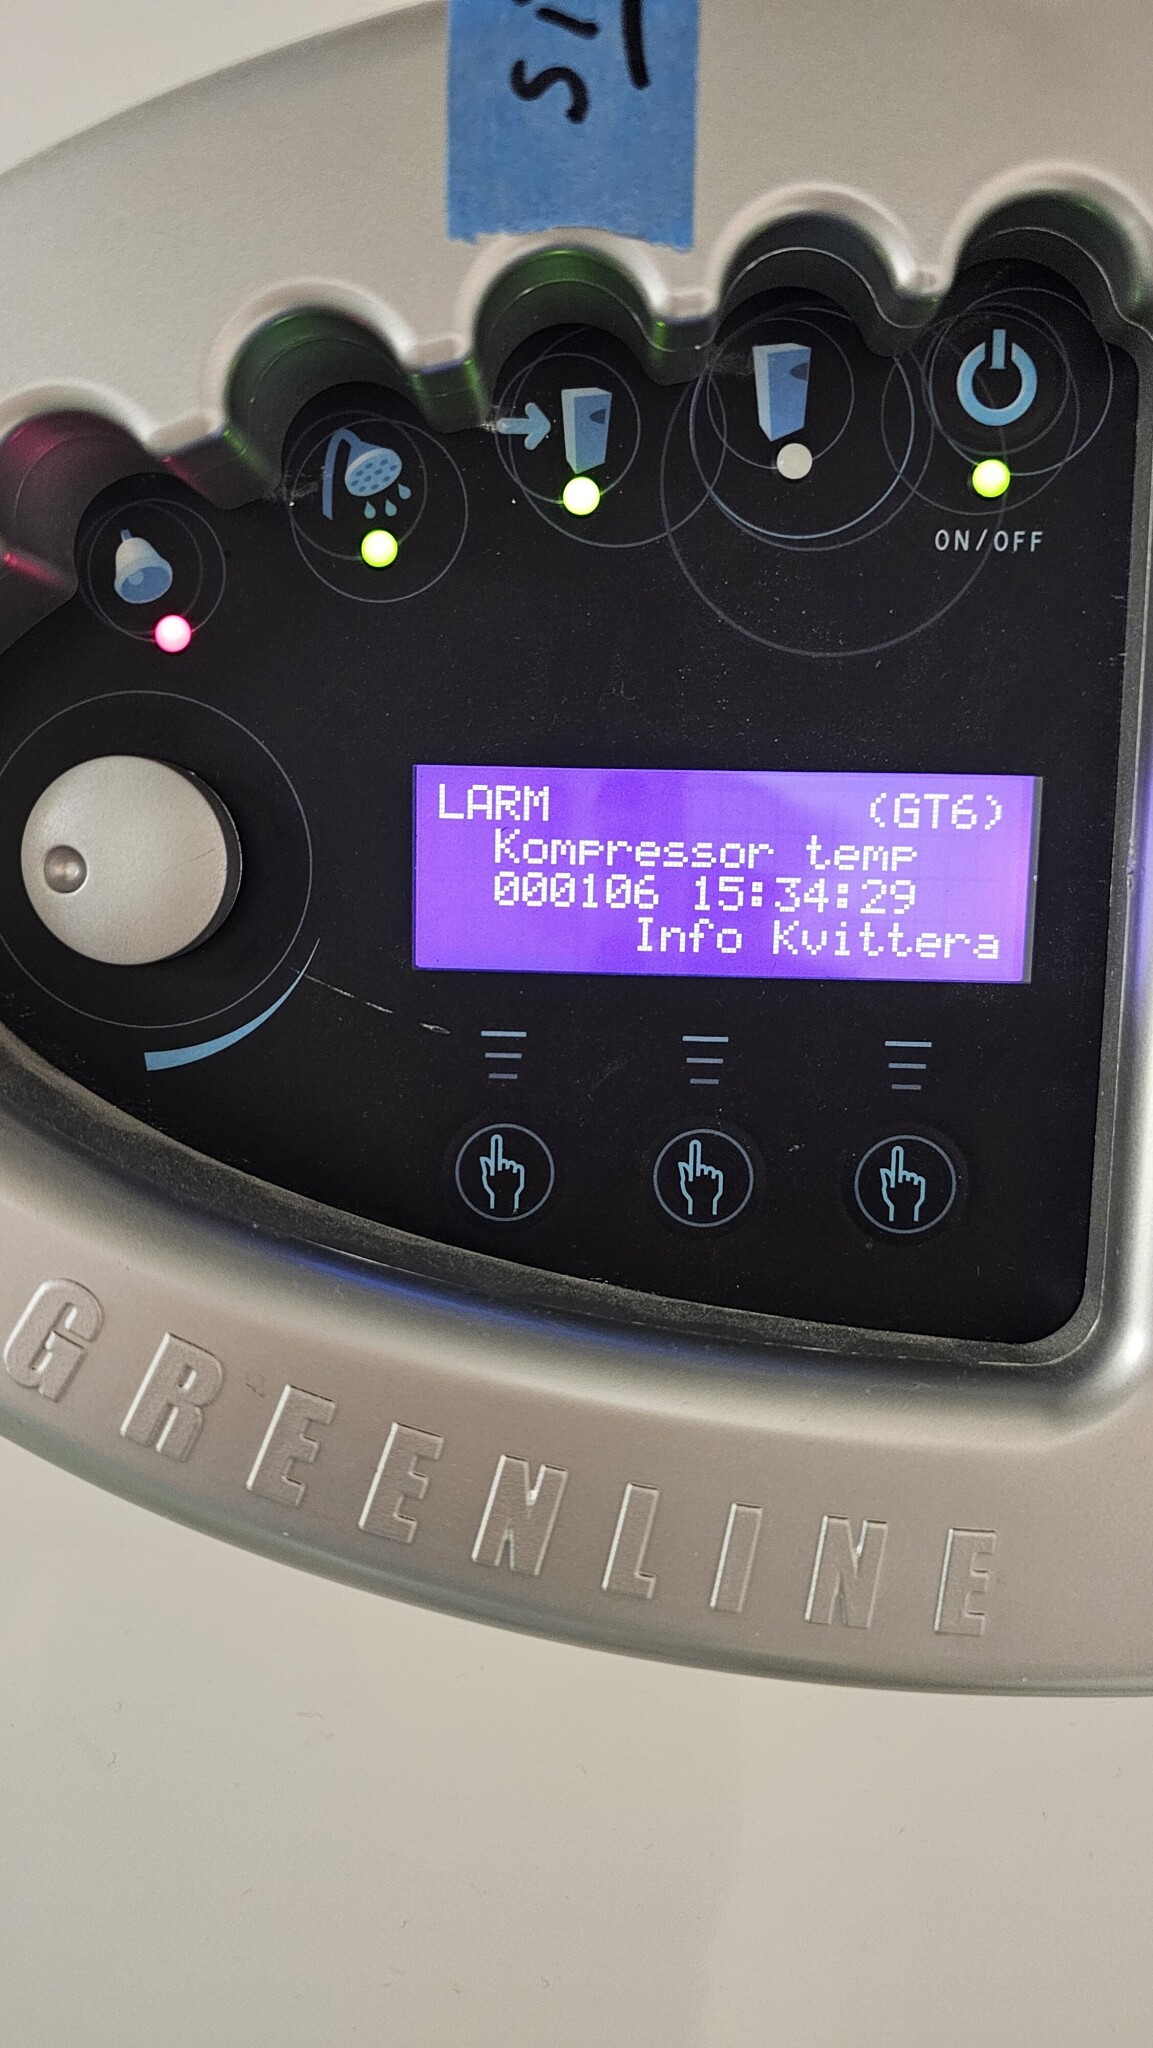 ON/OFF
LARM (GT6)
Kompressor temp
000106 15:34:29
Info Kvittera
GREENLINE